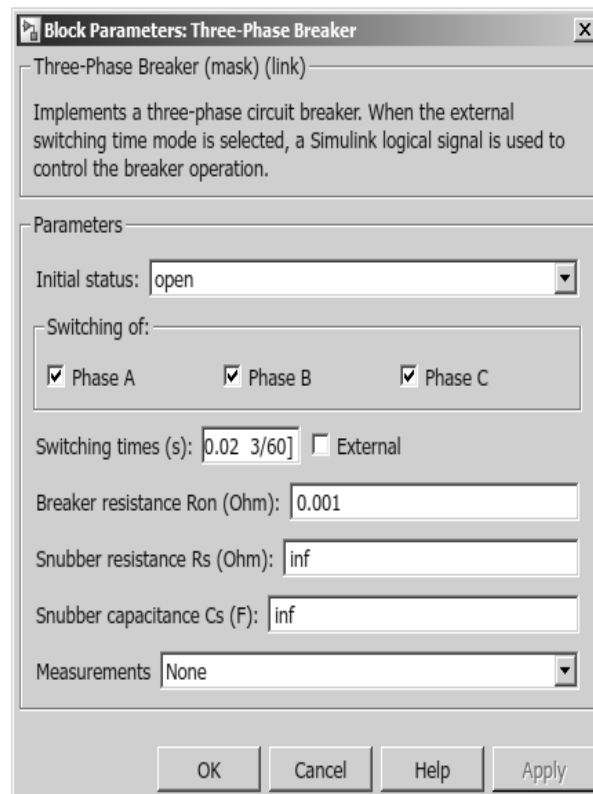 Block Parameters: Three-Phase Breaker
Three-Phase Breaker (mask) (link)
Implements a three-phase circuit breaker. When the external
switching time mode is selected, a Simulink logical signal is used to
control the breaker operation.
Parameters
Initial status: open
Switching of:
Phase A Phase B Phase C
Switching times (s): 0.02 3/60] External
Breaker resistance Ron (Ohm): 0.001
Snubber resistance Rs (Ohm): inf
Snubber capacitance Cs (F): inf
Measurements None
OK Cancel Help Apply